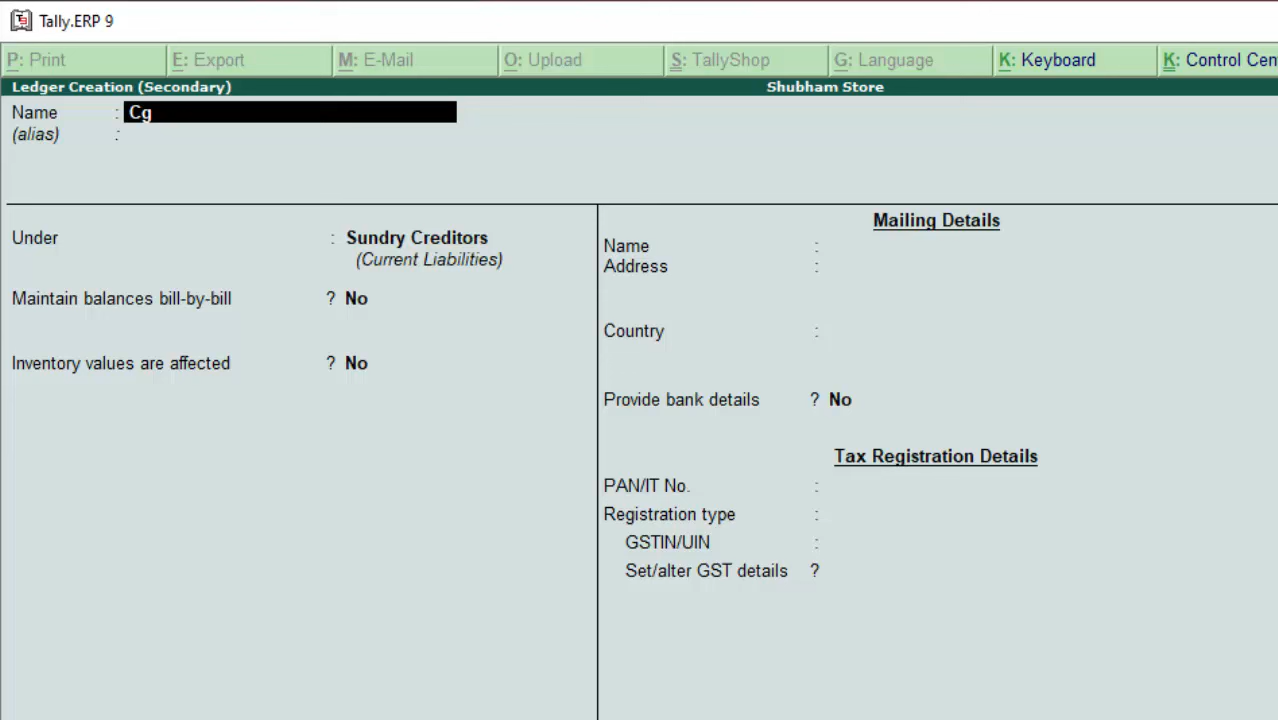 Tally.ERP 9
P: Print E: Export M: E-Mail O: Upload S: TallyShop G: Language K: Keyboard K: Control Cen
Ledger Creation (Secondary) Shubham Store
Name : Cg
(alias) :
Mailing Details
Under : Sundry Creditors
(Current Liabilities)
Name :
Address :
Maintain balances bill-by-bill ? No
Country :
Inventory values are affected ? No
Provide bank details ? No
Tax Registration Details
PAN/IT No. :
Registration type :
GSTIN/UIN :
Set/alter GST details ?